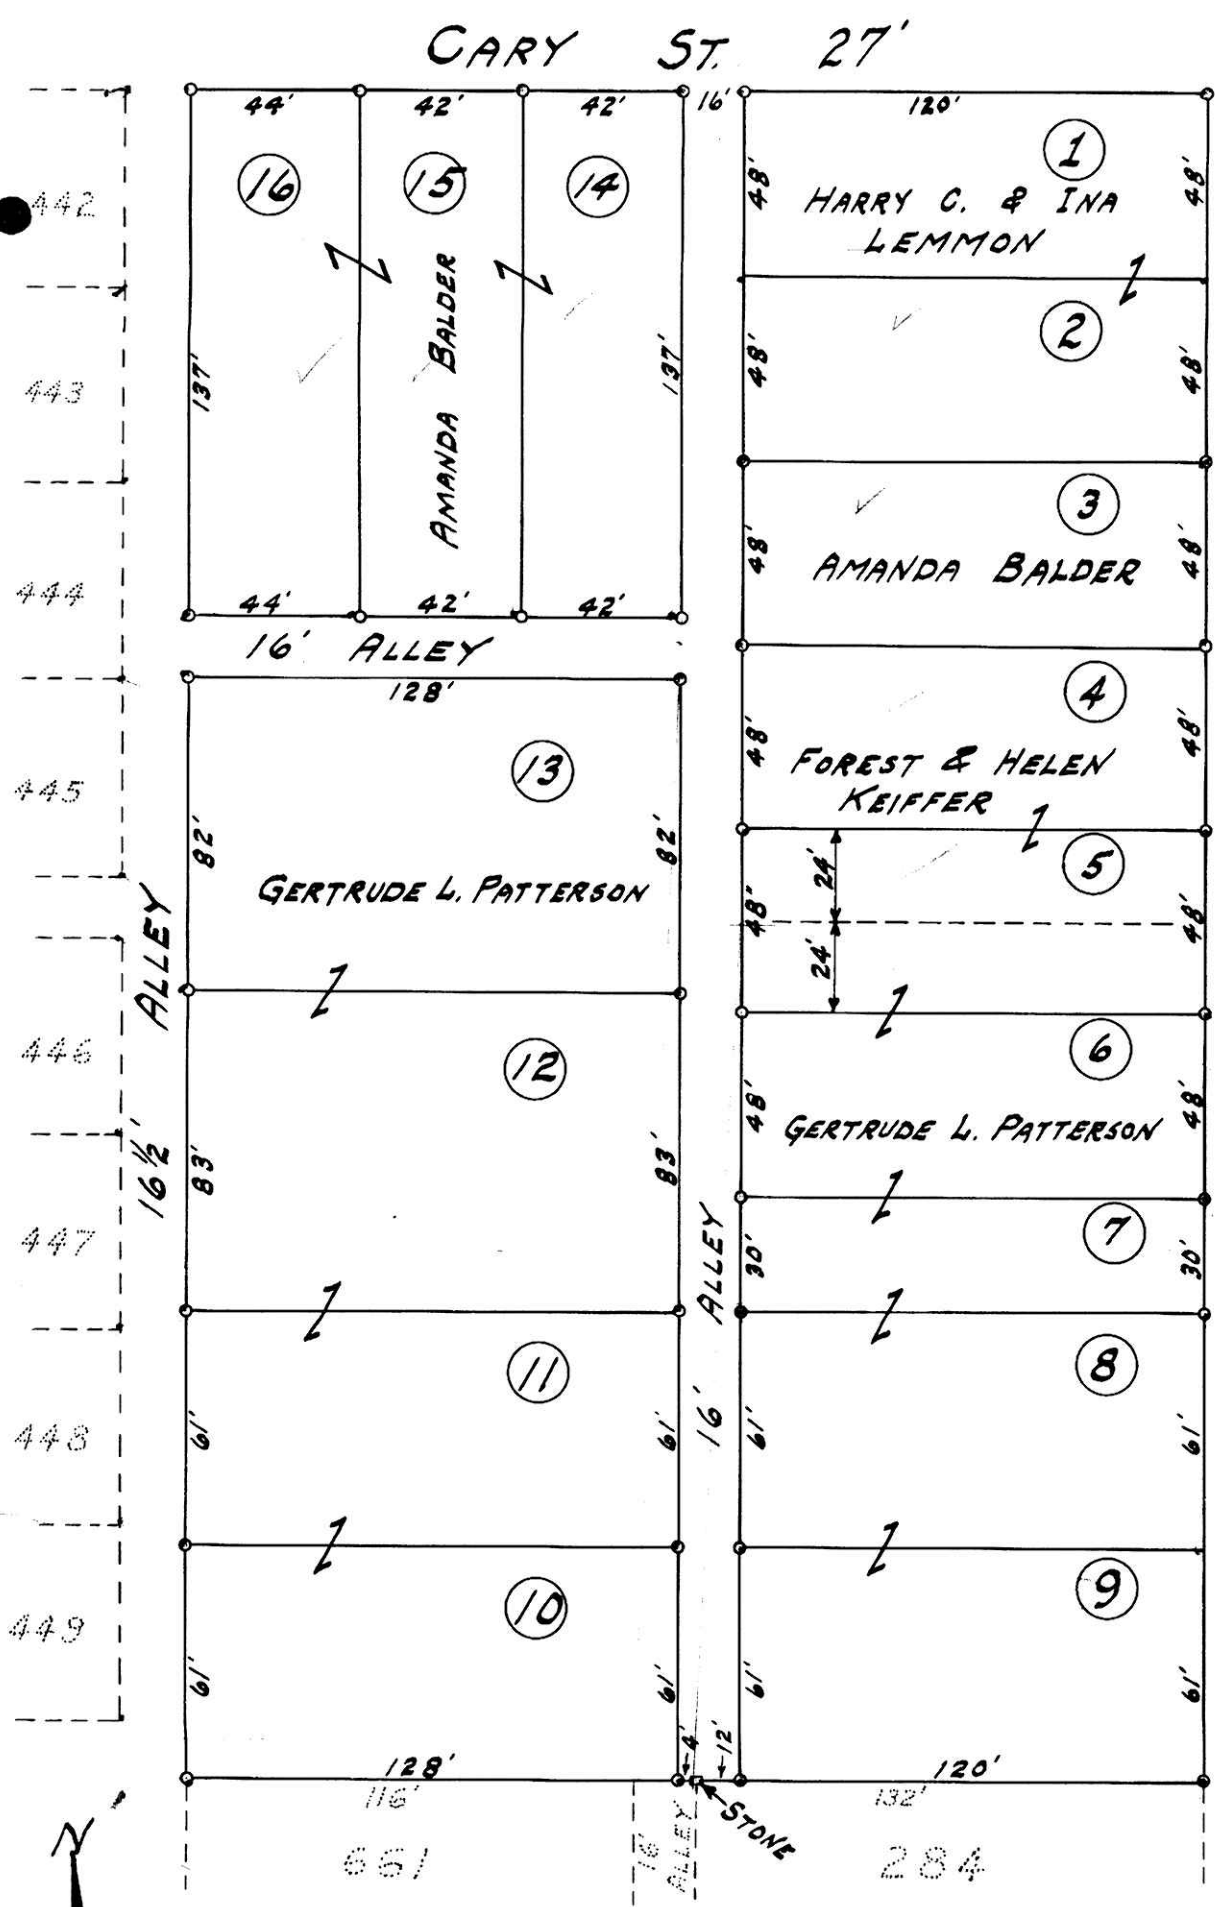 CARY ST. 27'
44' 42' 42' 16' 120'
16 15 14
137' 137'
AMANDA BALDER
44' 42' 42'
16' ALLEY
128'
13
82' 82'
GERTRUDE L. PATTERSON
12
83' 83'
11
61' 61'
10
61' 61'
128'
116'
661
16 1/2' ALLEY
442
443
444
445
446
447
448
449
1
48' 48'
HARRY C. & INA
LEMMON
2
48' 48'
3
48' 48'
AMANDA BALDER
4
48' 48'
FOREST & HELEN
KEIFFER
5
24'
48" 48'
24'
6
48' 48'
GERTRUDE L. PATTERSON
7
30' 30'
16' ALLEY
8
61' 61'
9
61' 61'
4' 12'
120'
132'
STONE
16' ALLEY
284
N